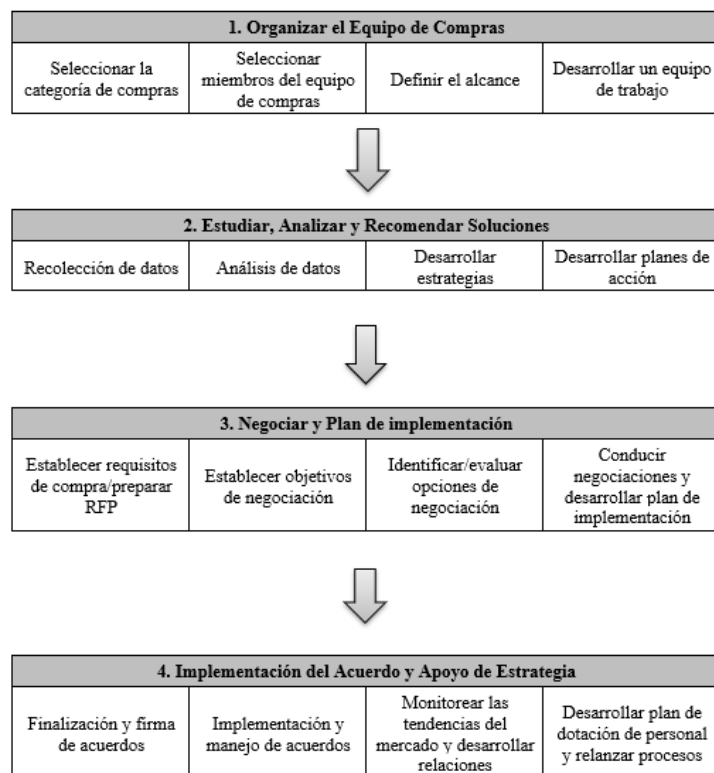 1. Organizar el Equipo de Compras
Seleccionar la
categoría de compras
Seleccionar
miembros del equipo
de compras
Definir el alcance
Desarrollar un equipo
de trabajo
2. Estudiar, Analizar y Recomendar Soluciones
Recolección de datos
Análisis de datos
Desarrollar
estrategias
Desarrollar planes de
acción
3. Negociar y Plan de implementación
Establecer requisitos
de compra/preparar
RFP
Establecer objetivos
de negociación
Identificar/evaluar
opciones de
negociación
Conducir
negociaciones y
desarrollar plan de
implementación
4. Implementación del Acuerdo y Apoyo de Estrategia
Finalización y firma
de acuerdos
Implementación y
manejo de acuerdos
Monitorear las
tendencias del
mercado y desarrollar
relaciones
Desarrollar plan de
dotación de personal
y relanzar procesos